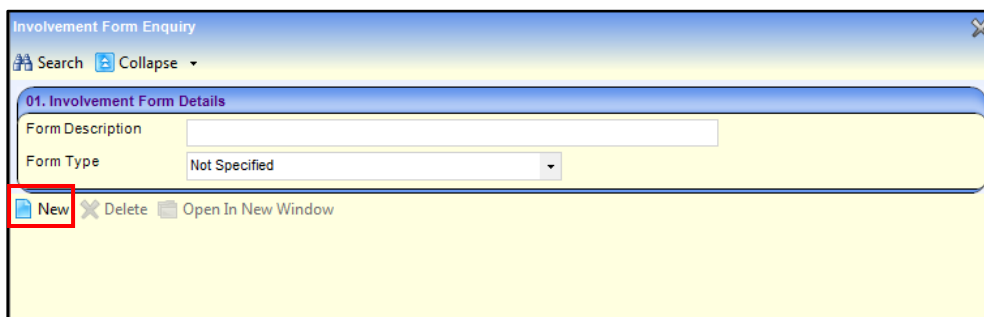 Involvement Form Enquiry
Search Collapse
01. Involvement Form Details
Form Description
Form Type Not Specified
New Delete Open In New Window